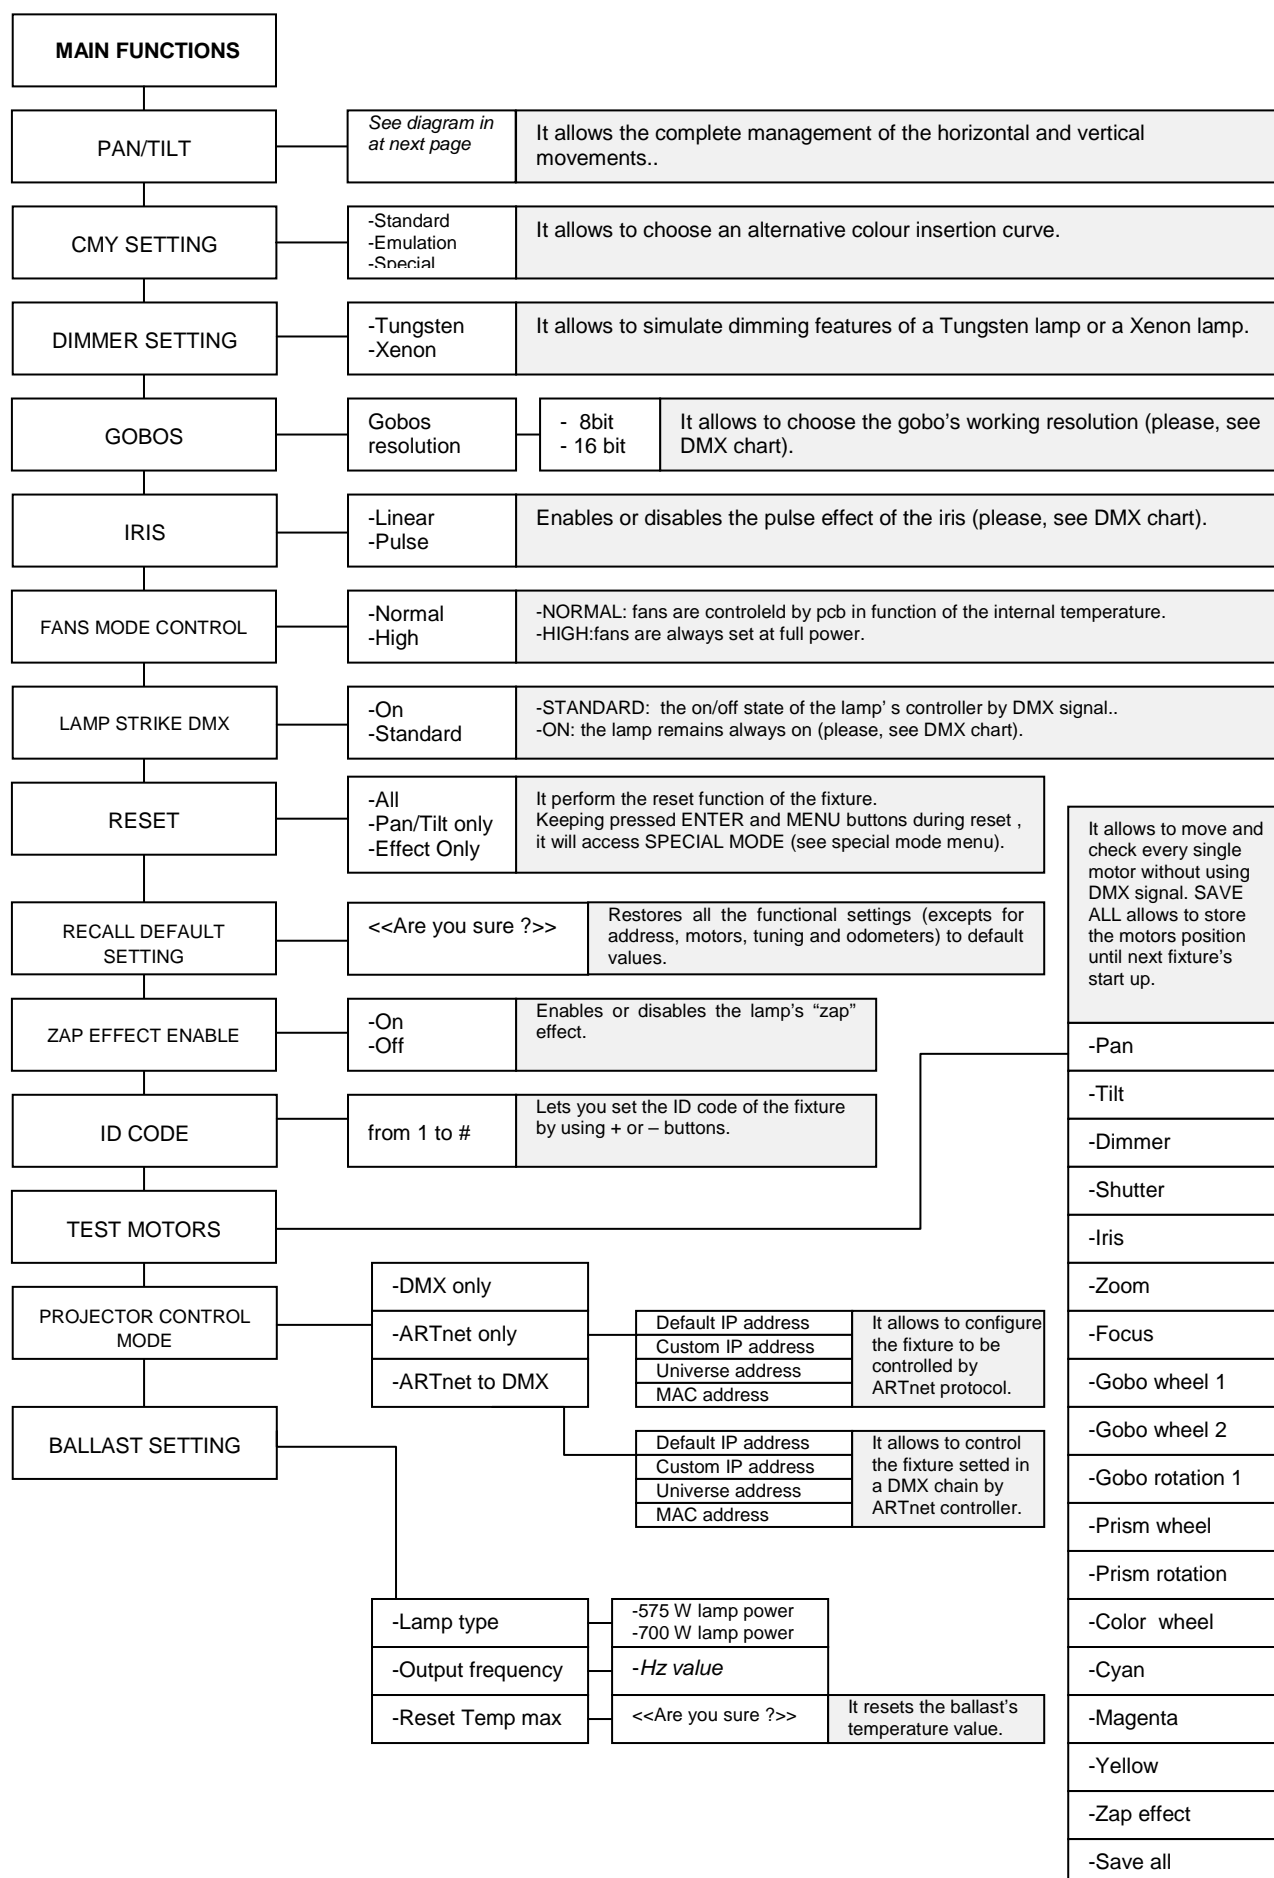 MAIN FUNCTIONS
PAN/TILT
See diagram in
at next page
It allows the complete management of the horizontal and vertical
movements..
CMY SETTING
-Standard
-Emulation
-Special
It allows to choose an alternative colour insertion curve.
DIMMER SETTING
-Tungsten
-Xenon
It allows to simulate dimming features of a Tungsten lamp or a Xenon lamp.
GOBOS
Gobos
resolution
- 8bit
- 16 bit
It allows to choose the gobo’s working resolution (please, see
DMX chart).
IRIS
-Linear
-Pulse
Enables or disables the pulse effect of the iris (please, see DMX chart).
FANS MODE CONTROL
-Normal
-High
-NORMAL: fans are controleld by pcb in function of the internal temperature.
-HIGH:fans are always set at full power.
LAMP STRIKE DMX
-On
-Standard
-STANDARD: the on/off state of the lamp’ s controller by DMX signal..
-ON: the lamp remains always on (please, see DMX chart).
RESET
-All
-Pan/Tilt only
-Effect Only
It perform the reset function of the fixture.
Keeping pressed ENTER and MENU buttons during reset ,
it will access SPECIAL MODE (see special mode menu).
RECALL DEFAULT
SETTING
<<Are you sure ?>>
Restores all the functional settings (excepts for
address, motors, tuning and odometers) to default
values.
ZAP EFFECT ENABLE
-On
-Off
Enables or disables the lamp’s “zap”
effect.
ID CODE
from 1 to #
Lets you set the ID code of the fixture
by using + or – buttons.
TEST MOTORS
It allows to move and
check every single
motor without using
DMX signal. SAVE
ALL allows to store
the motors position
until next fixture’s
start up.
-Pan
-Tilt
-Dimmer
-Shutter
-Iris
-Zoom
-Focus
-Gobo wheel 1
-Gobo wheel 2
-Gobo rotation 1
-Prism wheel
-Prism rotation
-Color wheel
-Cyan
-Magenta
-Yellow
-Zap effect
-Save all
PROJECTOR CONTROL
MODE
-DMX only
-ARTnet only
-ARTnet to DMX
Default IP address
Custom IP address
Universe address
MAC address
It allows to configure
the fixture to be
controlled by
ARTnet protocol.
Default IP address
Custom IP address
Universe address
MAC address
It allows to control
the fixture setted in
a DMX chain by
ARTnet controller.
BALLAST SETTING
-Lamp type
-575 W lamp power
-700 W lamp power
-Output frequency
-Hz value
-Reset Temp max
<<Are you sure ?>>
It resets the ballast’s
temperature value.